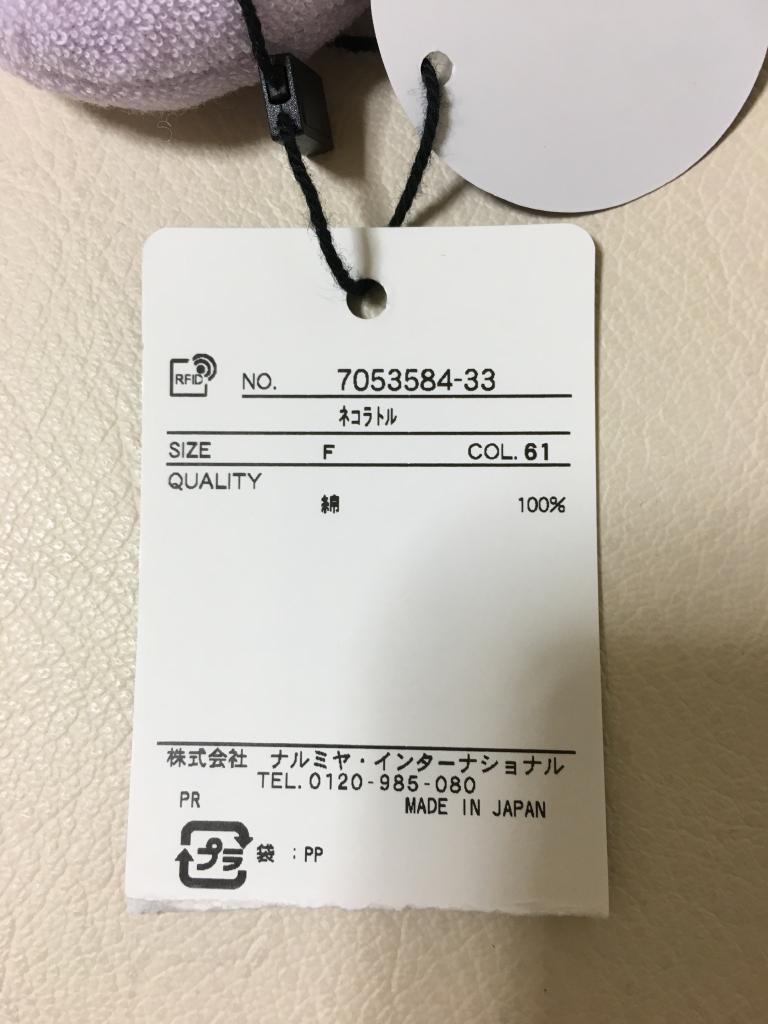 RFID NO. 7053584-33
ネコラトル
SIZE F COL. 61
QUALITY
綿 100%
株式会社 ナルミヤ・インターナショナル
TEL. 0120-985-080
PR MADE IN JAPAN
プラ 袋 : PP